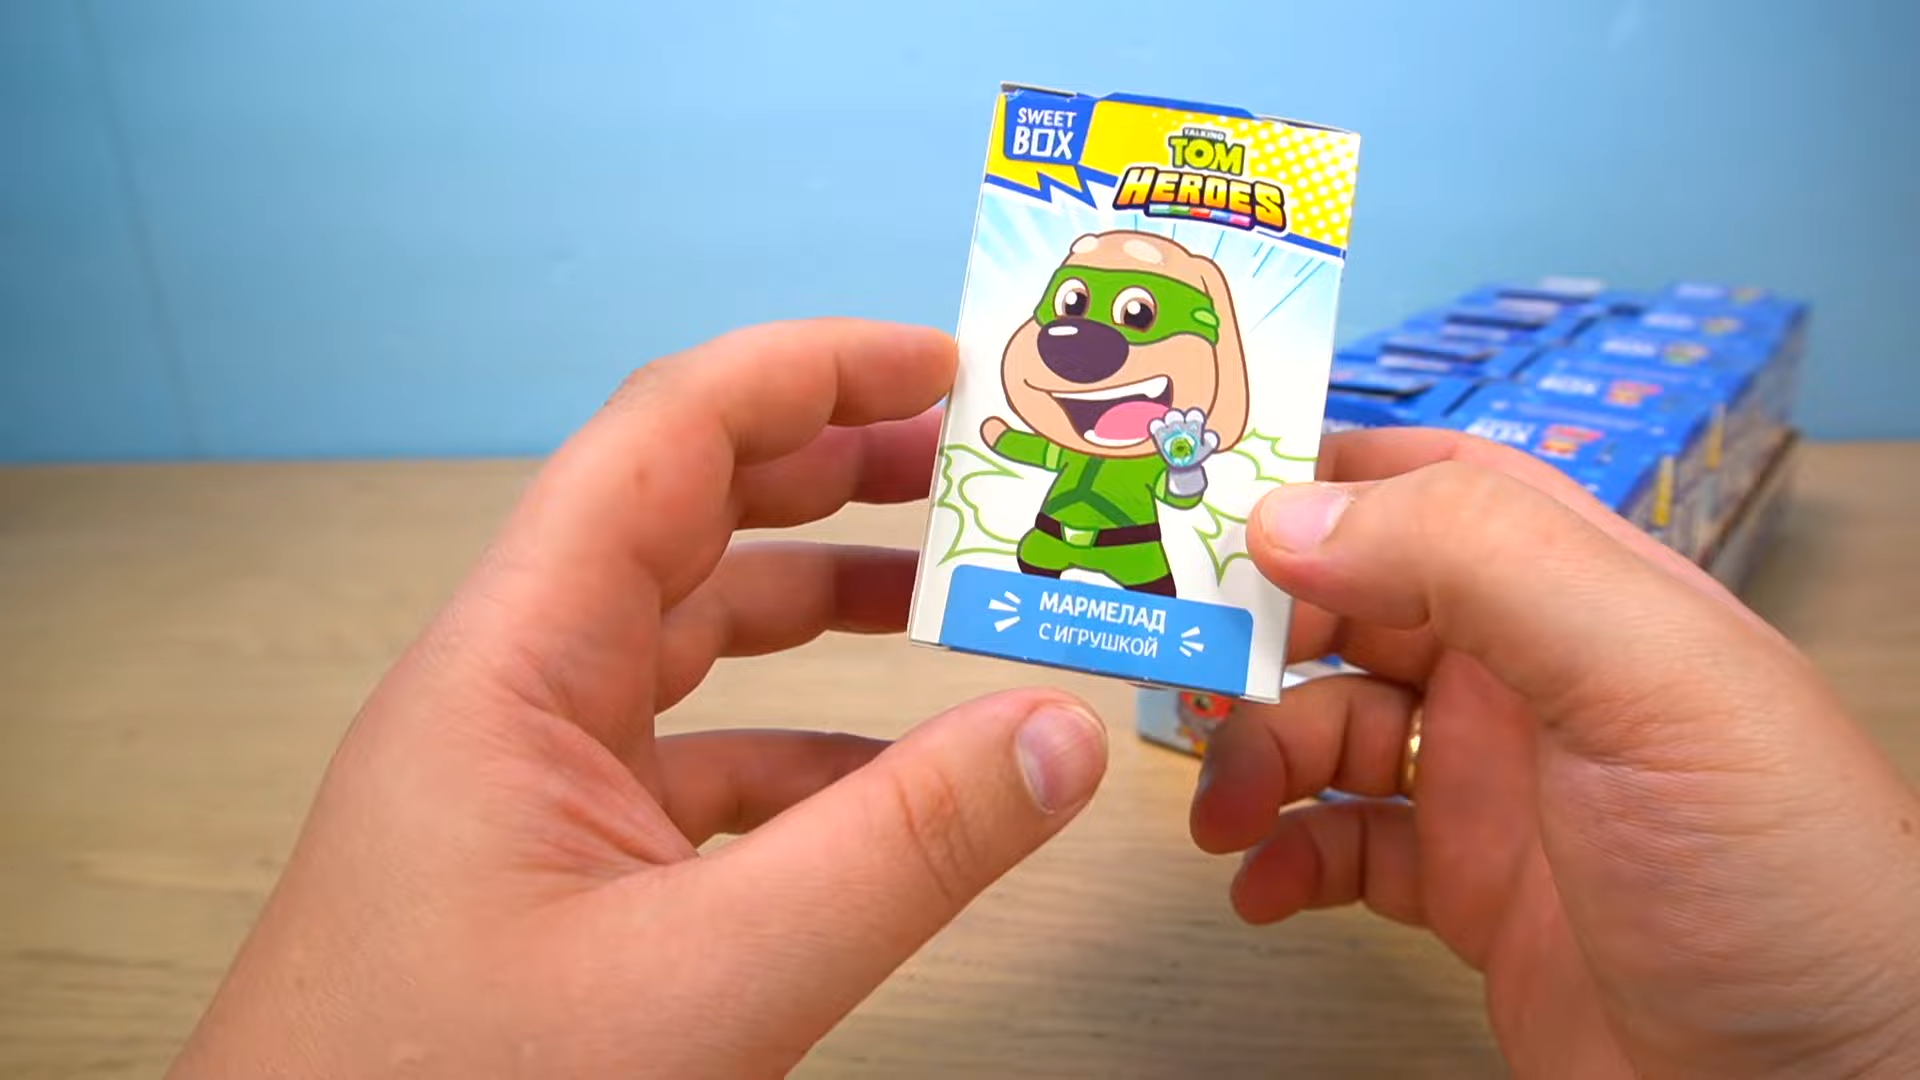 SWEET
BOX
TALKING
TOM
HEROES
МАРМЕЛАД
С ИГРУШКОЙ